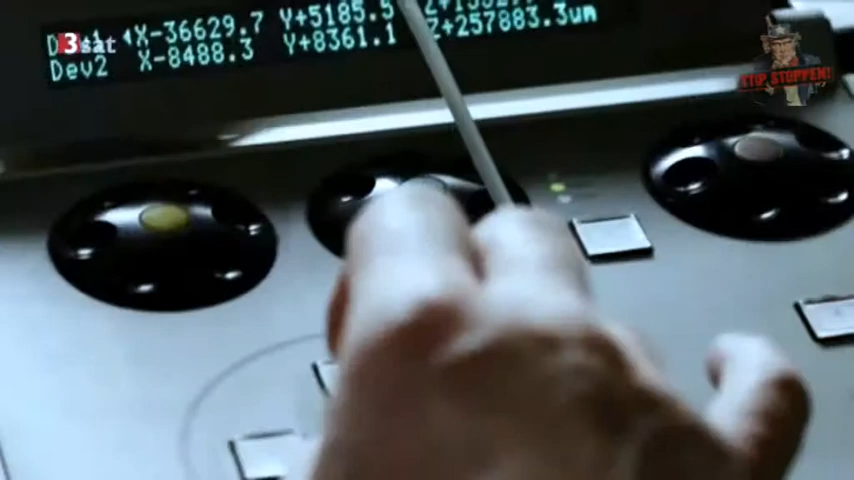 3sat
X-36629.7 Y+5185.5
Dev2 X-8488.3 Y+8361.1 Z+257883.3um
STOP STOPPEN!